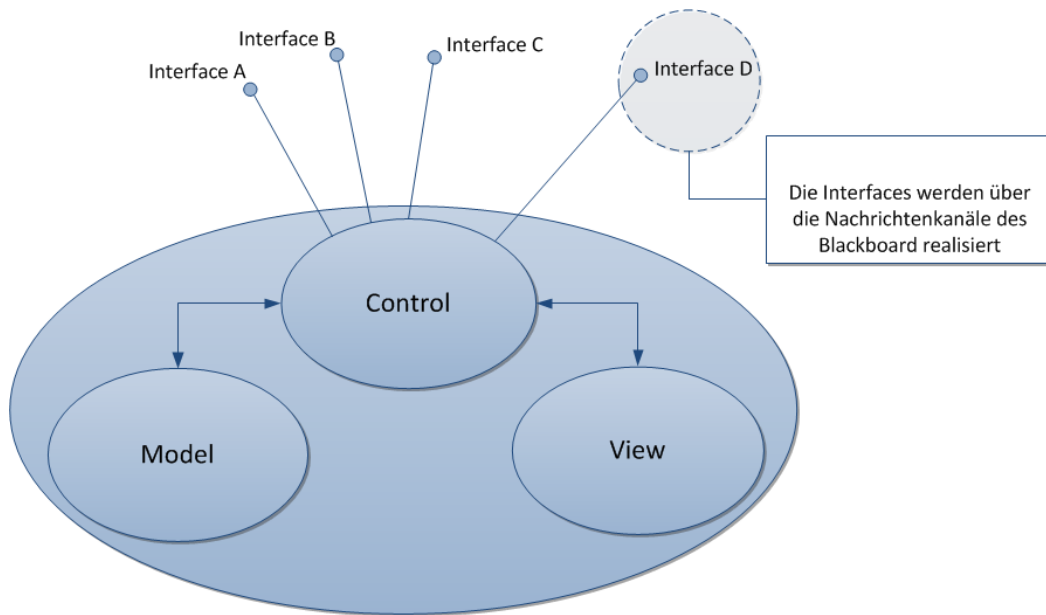 Interface A
Interface B
Interface C
Interface D
Die Interfaces werden über
die Nachrichtenkanäle des
Blackboard realisiert
Control
Model
View